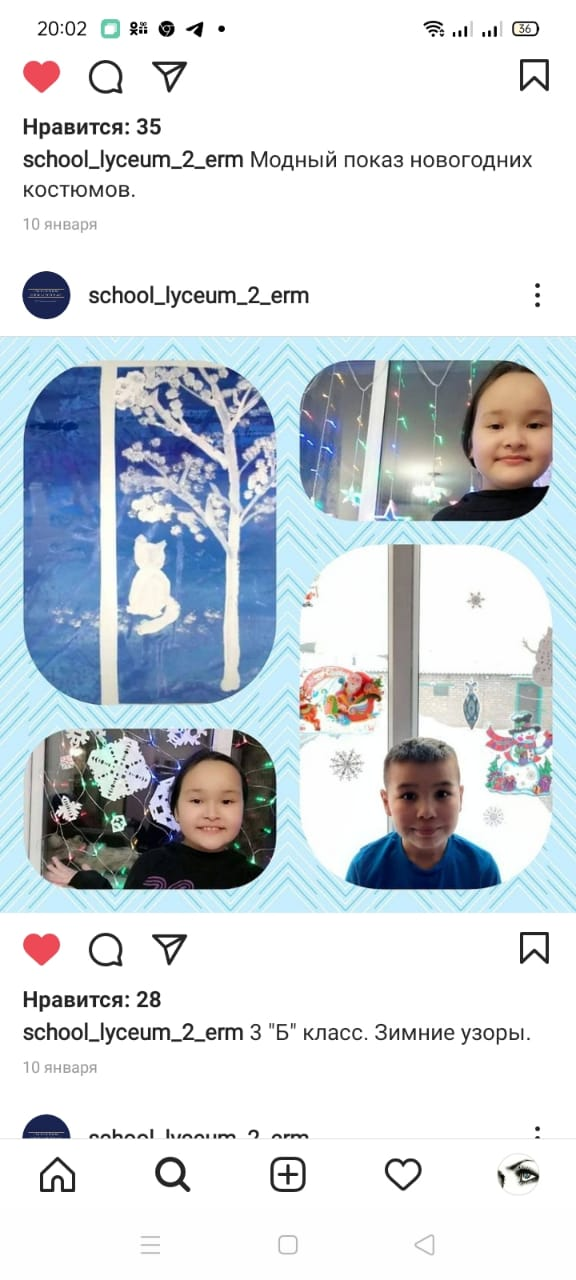 20:02
36
Нравится: 35
school_lyceum_2_erm Модный показ новогодних
костюмов.
10 января
school_lyceum_2_erm
Нравится: 28
school_lyceum_2_erm 3 "Б" класс. Зимние узоры.
10 января
school_lyceum_2_erm